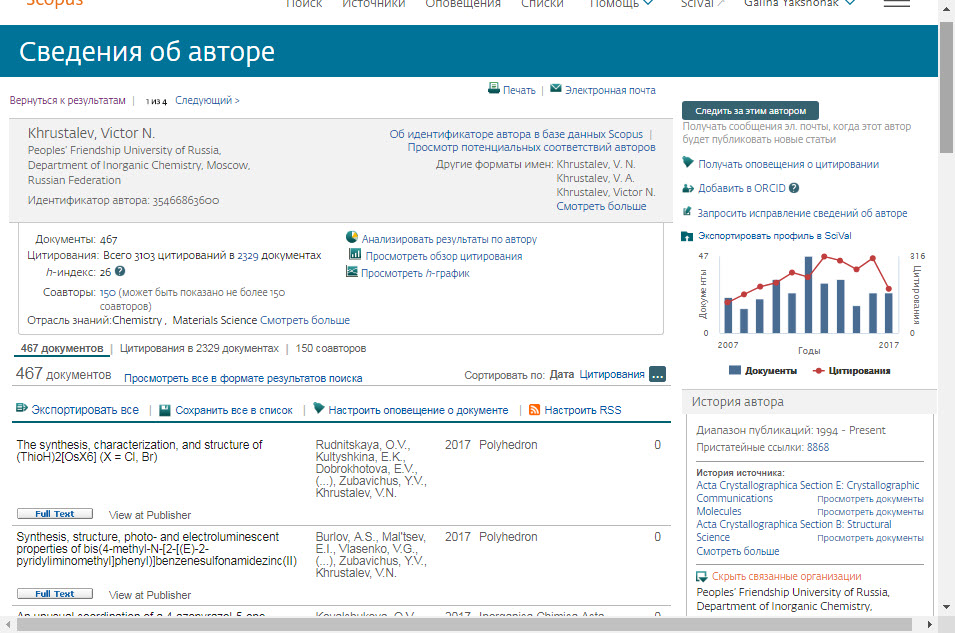 Scopus
Поиск Источники Оповещения Списки Помощь SciVal Galina Yakshonak
Сведения об авторе
Вернуться к результатам | 1 из 4 Следующий >
Печать | Электронная почта
Khrustalev, Victor N.
Peoples' Friendship University of Russia,
Department of Inorganic Chemistry, Moscow,
Russian Federation
Идентификатор автора: 35466863600
Об идентификаторе автора в базе данных Scopus |
Просмотр потенциальных соответствий авторов
Другие форматы имен: Khrustalev, V. N.
Khrustalev, V. A.
Khrustalev, Victor N.
Смотреть больше
Документы: 467
Цитирования: Всего 3103 цитирований в 2329 документах
h-индекс: 26
Соавторы: 150 (может быть показано не более 150
соавторов)
Отрасль знаний:Chemistry , Materials Science Смотреть больше
Анализировать результаты по автору
Просмотреть обзор цитирования
Просмотреть h-график
467 документов | Цитирования в 2329 документах | 150 соавторов
467 документов Просмотреть все в формате результатов поиска
Сортировать по: Дата Цитирования ...
Экспортировать все | Сохранить все в список | Настроить оповещение о документе | Настроить RSS
The synthesis, characterization, and structure of
(ThioH)2[OsX6] (X = Cl, Br)
Rudnitskaya, O.V.,
Kultyshkina, E.K.,
Dobrokhotova, E.V.,
(...), Zubavichus, Y.V.,
Khrustalev, V.N.
2017 Polyhedron 0
Full Text View at Publisher
Synthesis, structure, photo- and electroluminescent
properties of bis(4-methyl-N-[2-[(E)-2-
pyridyliminomethyl]phenyl)]benzenesulfonamidezinc(II)
Burlov, A.S., Mal'tsev,
E.I., Vlasenko, V.G.,
(...), Zubavichus, Y.V.,
Khrustalev, V.N.
2017 Polyhedron 0
Full Text View at Publisher
An unusual coordination of a 4-azopyrazol-5-one
Kovalchukova, O.V.
2017 Inorganica Chimica Acta 0
Следить за этим автором
Получать сообщения эл. почты, когда этот автор
будет публиковать новые статьи
Получать оповещения о цитировании
Добавить в ORCID
Запросить исправление сведений об авторе
Экспортировать профиль в SciVal
47 316
Документы Цитирования
0 0
2007 2017
Годы
Документы Цитирования
История автора
Диапазон публикаций: 1994 - Present
Пристатейные ссылки: 8868
История источника:
Acta Crystallographica Section E: Crystallographic
Communications Просмотреть документы
Molecules Просмотреть документы
Acta Crystallographica Section B: Structural
Science Просмотреть документы
Смотреть больше
Скрыть связанные организации
Peoples' Friendship University of Russia,
Department of Inorganic Chemistry,